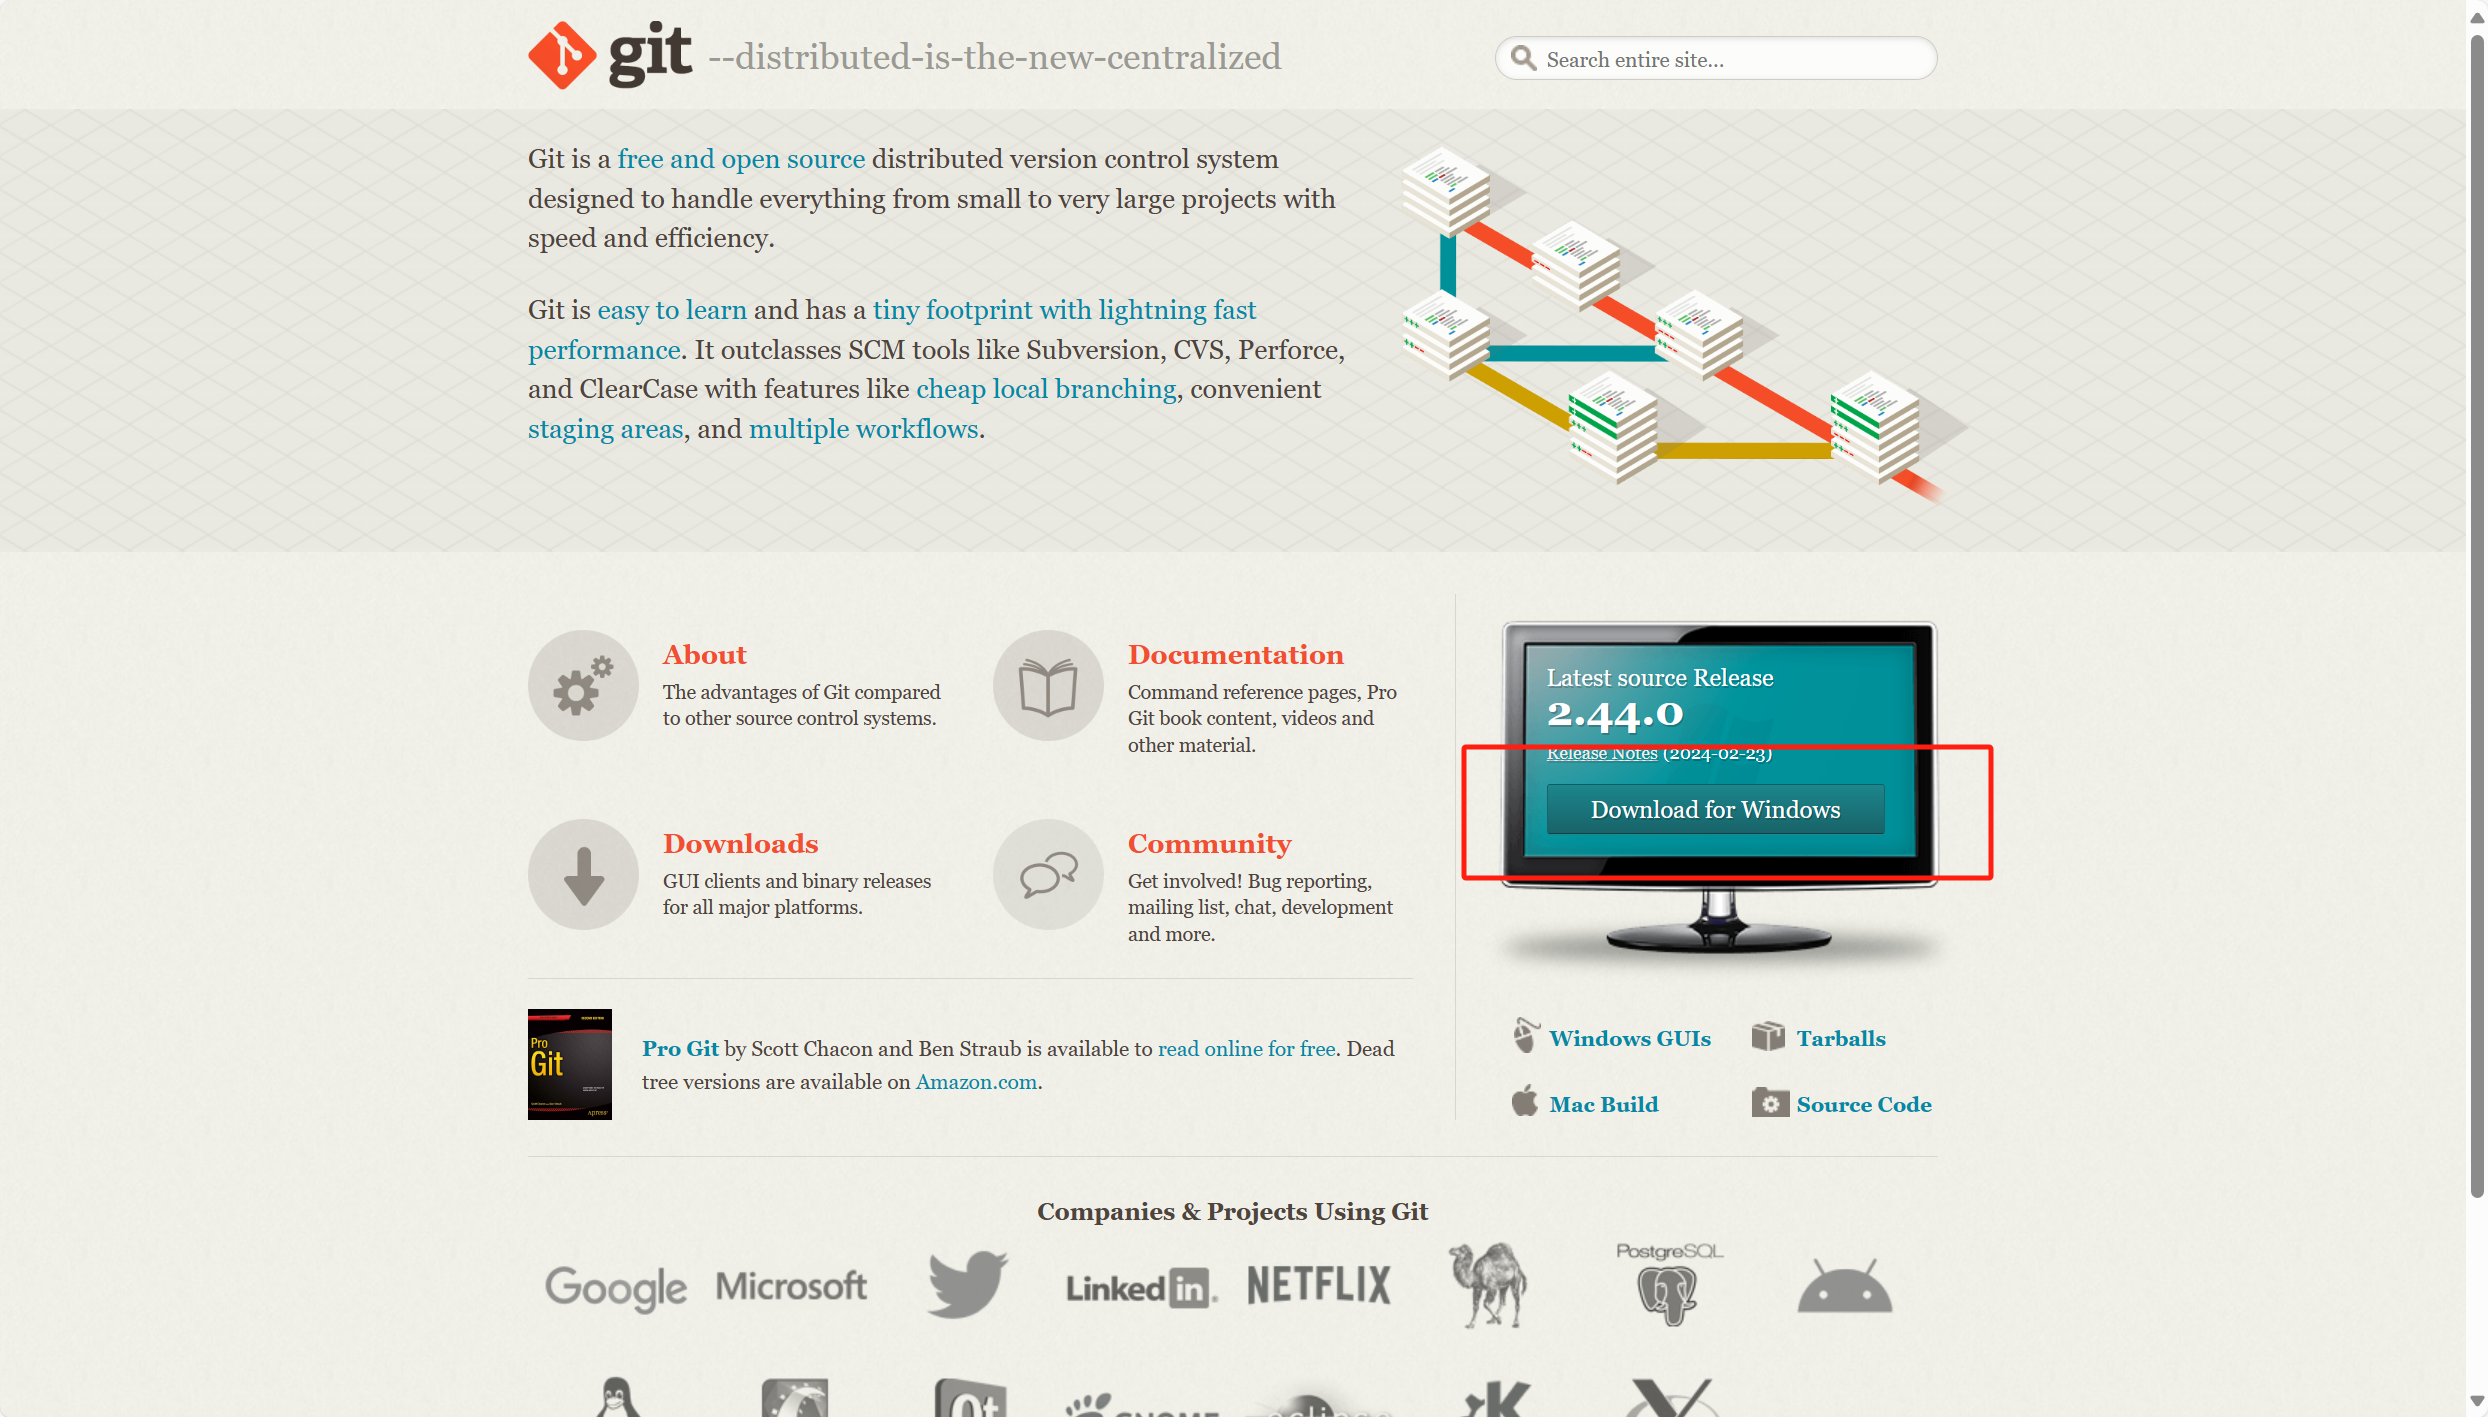 git --distributed-is-the-new-centralized
Search entire site...
Git is a free and open source distributed version control system
designed to handle everything from small to very large projects with
speed and efficiency.
Git is easy to learn and has a tiny footprint with lightning fast
performance. It outclasses SCM tools like Subversion, CVS, Perforce,
and ClearCase with features like cheap local branching, convenient
staging areas, and multiple workflows.
About
The advantages of Git compared
to other source control systems.
Documentation
Command reference pages, Pro
Git book content, videos and
other material.
Downloads
GUI clients and binary releases
for all major platforms.
Community
Get involved! Bug reporting,
mailing list, chat, development
and more.
Latest source Release
2.44.0
Release Notes (2024-02-23)
Download for Windows
Pro
Git
Pro Git by Scott Chacon and Ben Straub is available to read online for free. Dead
tree versions are available on Amazon.com.
Windows GUIs
Tarballs
Mac Build
Source Code
Companies & Projects Using Git
Google
Microsoft
Linked in
NETFLIX
PostgreSQL
Qt
GNOME
eclipse
K
X